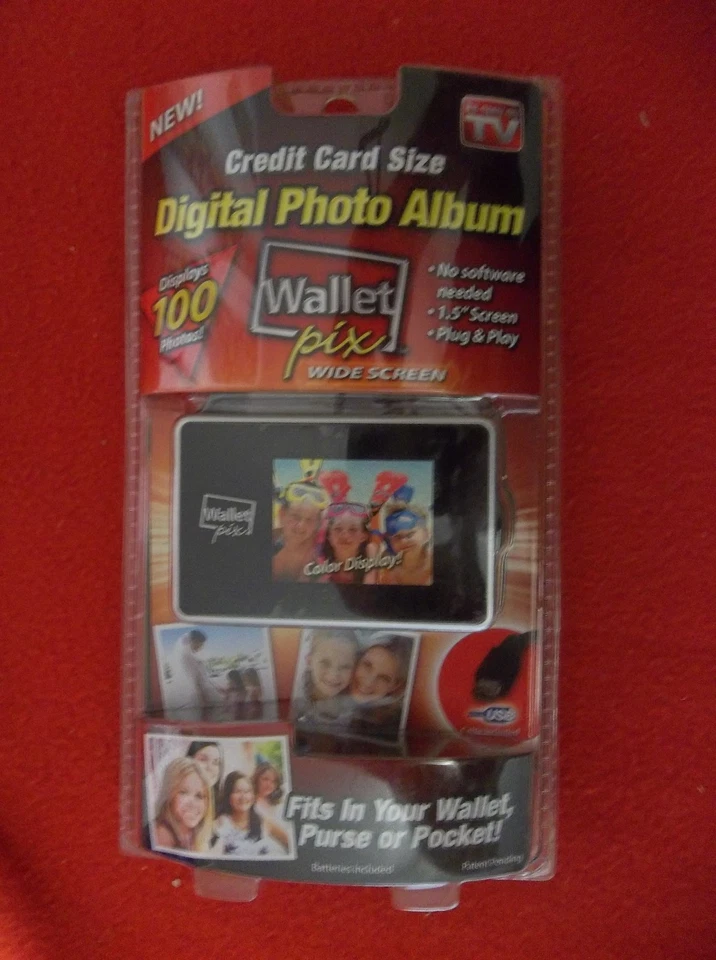 NEW!
TV
Credit Card Size
Digital Photo Album
Displays
100
Photos!
Wallet
pix
WIDE SCREEN
• No software
needed
• 1.5" Screen
• Plug & Play
Wallet
pix
Color Display!
USB
Fits In Your Wallet,
Purse or Pocket!
Batteries Included!
Patent Pending